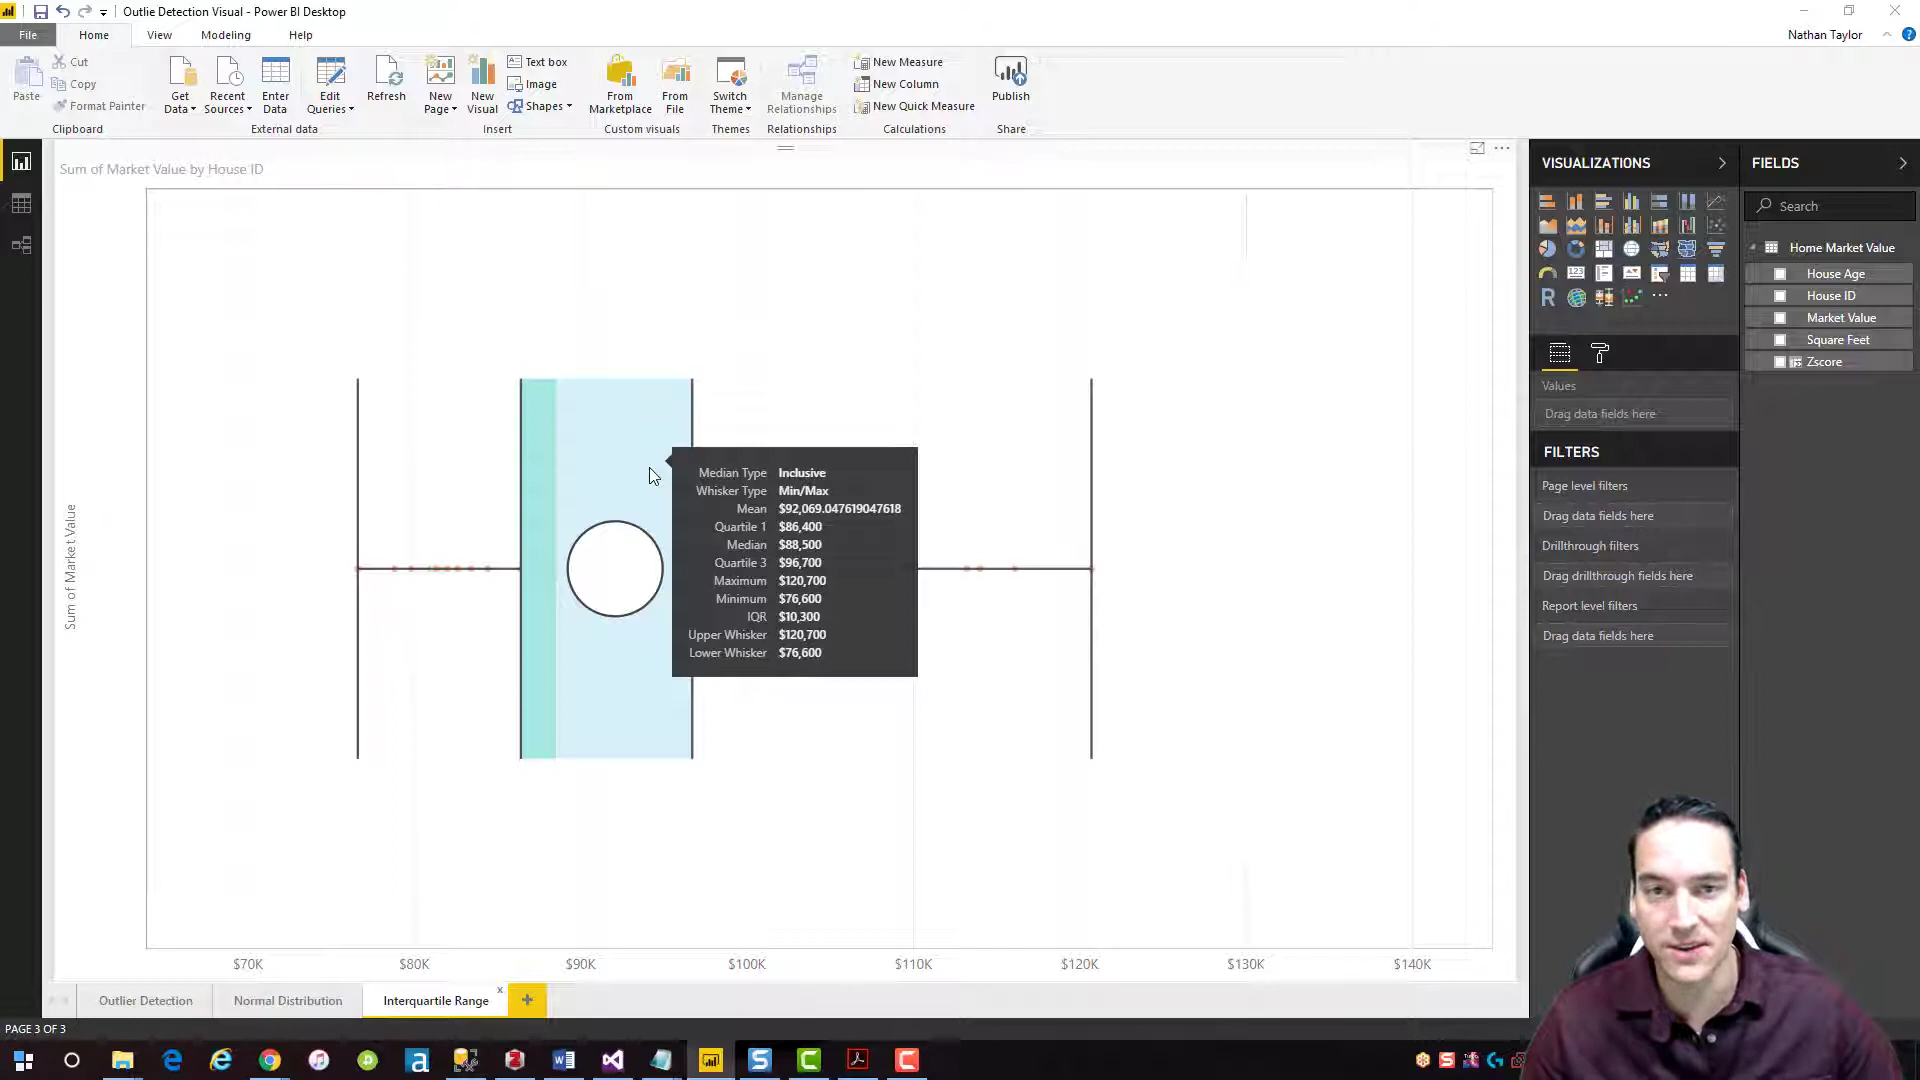 Outlie Detection Visual - Power BI Desktop
File Home View Modeling Help
Nathan Taylor
Paste
Cut
Copy
Format Painter
Clipboard
Get Data
Recent Sources
Enter Data
Edit Queries
Refresh
External data
New Page
New Visual
Text box
Image
Shapes
Insert
From Marketplace
From File
Custom visuals
Switch Theme
Themes
Manage Relationships
Relationships
New Measure
New Column
New Quick Measure
Calculations
Publish
Share
Sum of Market Value by House ID
Sum of Market Value
Median Type Inclusive
Whisker Type Min/Max
Mean $92,069.047619047618
Quartile 1 $86,400
Median $88,500
Quartile 3 $96,700
Maximum $120,700
Minimum $76,600
IQR $10,300
Upper Whisker $120,700
Lower Whisker $76,600
$70K $80K $90K $100K $110K $120K $130K $140K
VISUALIZATIONS
R
123
Values
Drag data fields here
FILTERS
Page level filters
Drag data fields here
Drillthrough filters
Drag drillthrough fields here
Report level filters
Drag data fields here
FIELDS
Search
Home Market Value
House Age
House ID
Market Value
Square Feet
Zscore
Outlier Detection
Normal Distribution
Interquartile Range
x
+
PAGE 3 OF 3